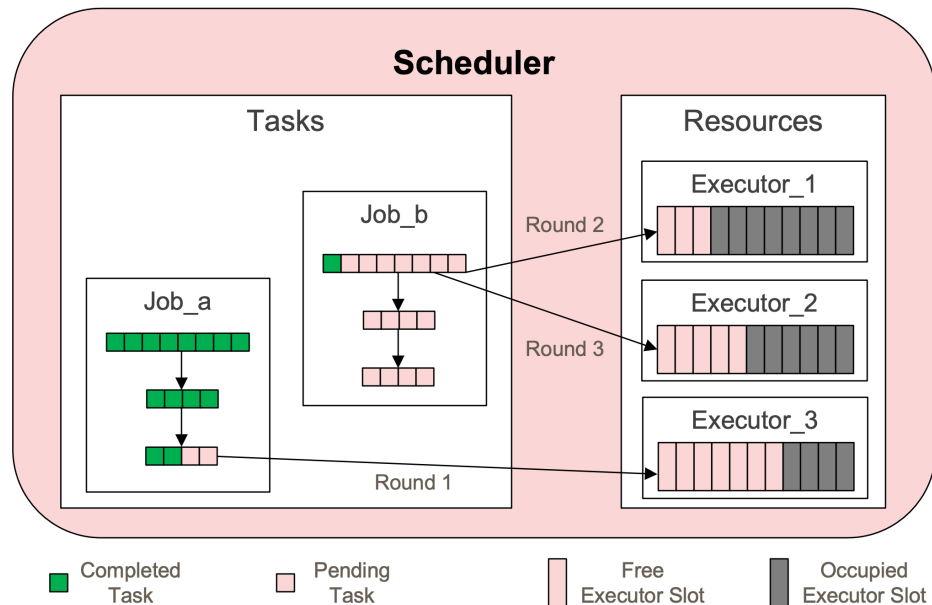 Scheduler
Tasks
Resources
Job_b
Job_a
Round 2
Round 3
Round 1
Executor_1
Executor_2
Executor_3
Completed
Task
Pending
Task
Free
Executor Slot
Occupied
Executor Slot